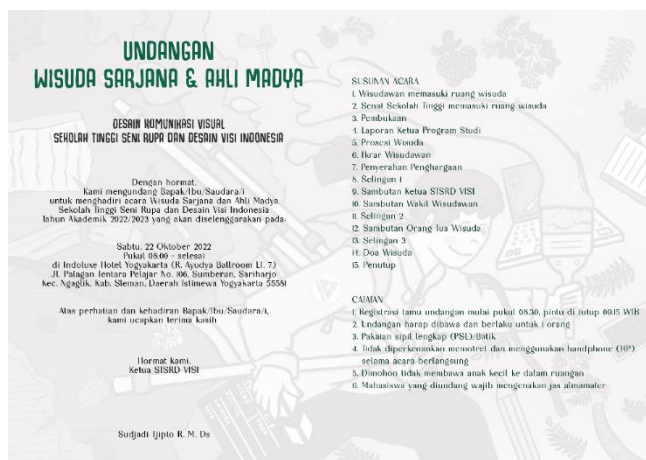 UNDANGAN
WISUDA SARJANA & AHLI MADYA
DESAIN KOMUNIKASI VISUAL
SEKOLAH TINGGI SENI RUPA DAN DESAIN VISI INDONESIA
Dengan hormat,
Kami mengundang Bapak/Ibu/Saudara/i
untuk menghadiri acara Wisuda Sarjana dan Ahli Madya
Sekolah Tinggi Seni Rupa dan Desain Visi Indonesia
Tahun Akademik 2022/2023 yang akan diselenggarakan pada:
Sabtu, 22 Oktober 2022
Pukul 08.00 - selesai
di Indoluxe Hotel Yogyakarta (R. Ayudya Ballroom Lt. 7)
Jl. Palagan Tentara Pelajar No. 106, Sumberan, Sariharjo
Kec. Ngaglik, Kab. Sleman, Daerah Istimewa Yogyakarta 55581
Atas perhatian dan kehadiran Bapak/Ibu/Saudara/i,
kami ucapkan terima kasih
Hormat kami,
Ketua STSRD VISI
Sudjadi Tjipto R, M. Ds
SUSUNAN ACARA
1. Wisudawan memasuki ruang wisuda
2. Senat Sekolah Tinggi memasuki ruang wisuda
3. Pembukaan
4. Laporan Ketua Program Studi
5. Prosesi Wisuda
6. Ikrar Wisudawan
7. Penyerahan Penghargaan
8. Selingan 1
9. Sambutan Ketua STSRD VISI
10. Sambutan Wakil Wisudawan
11. Selingan 2
12. Sambutan Orang Tua Wisuda
13. Selingan 3
14. Doa Wisuda
15. Penutup
CATATAN
1. Registrasi tamu undangan mulai pukul 08.30, pintu di tutup 09.15 WIB
2. Undangan harap dibawa dan berlaku untuk 1 orang
3. Pakaian sipil lengkap (PSL)/Batik
4. Tidak diperkenankan memotret dan menggunakan handphone (HP)
selama acara berlangsung
5. Dimohon tidak membawa anak kecil ke dalam ruangan
6. Mahasiswa yang diundang wajib mengenakan jas almamater